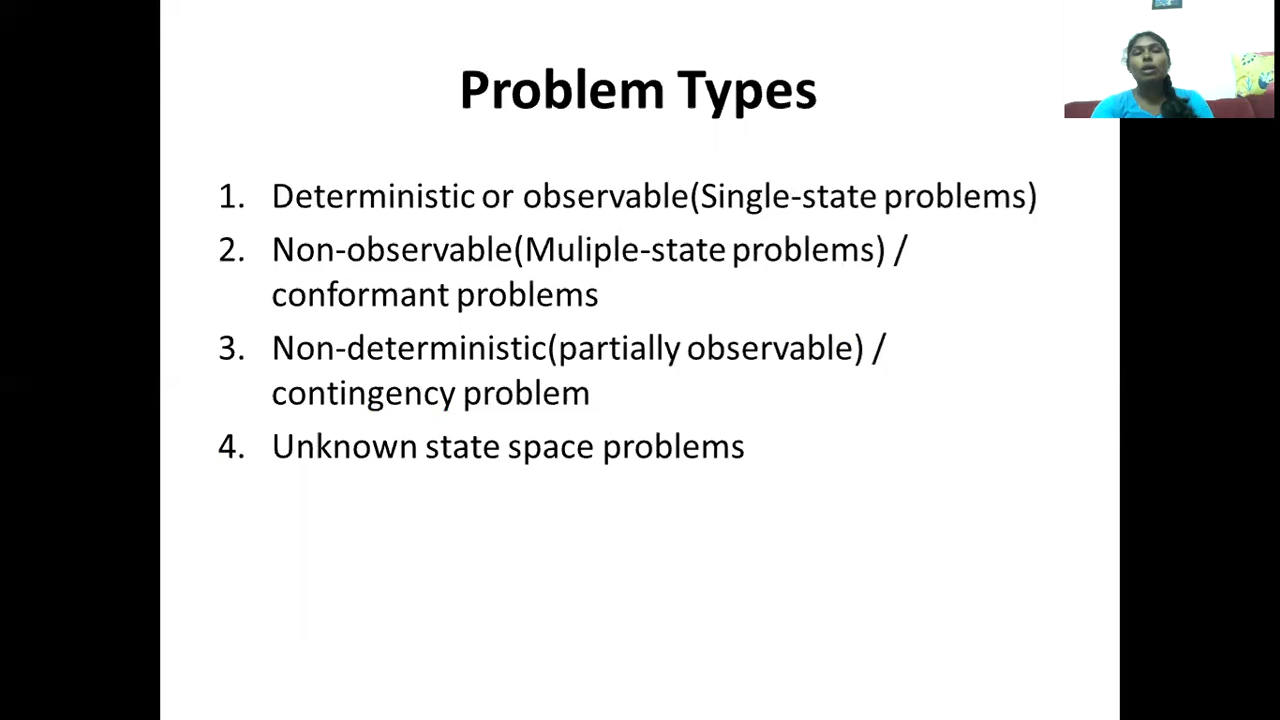 Problem Types
1. Deterministic or observable(Single-state problems)
2. Non-observable(Muliple-state problems) /
conformant problems
3. Non-deterministic(partially observable) /
contingency problem
4. Unknown state space problems